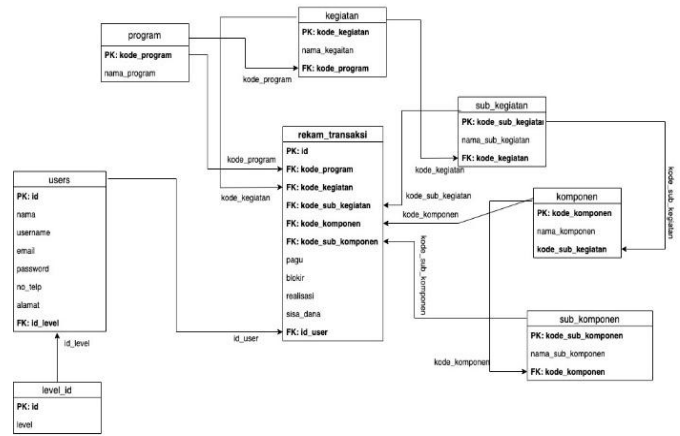 kegiatan
PK: kode_kegiatan
nama_kegaitan
FK: kode_program
program
PK: kode_program
nama_program
kode_program
sub_kegiatan
PK: kode_sub_kegiatan
nama_sub_kegiatan
FK: kode_kegiatan
kode_kegiatan
kode_sub_kegiatan
rekam_transaksi
PK: id
FK: kode_program
FK: kode_kegiatan
FK: kode_sub_kegiatan
FK: kode_komponen
FK: kode_sub_komponen
pagu
blokir
realisasi
sisa_dana
FK: id_user
kode_program
kode_kegiatan
kode_sub_kegiatan
kode_komponen
kode_sub_komponen
users
PK: id
nama
username
email
password
no_telp
alamat
FK: id_level
id_level
id_user
komponen
PK: kode_komponen
nama_komponen
kode_sub_kegiatan
sub_komponen
PK: kode_sub_komponen
nama_sub_komponen
FK: kode_komponen
kode_komponen
level_id
PK: id
level